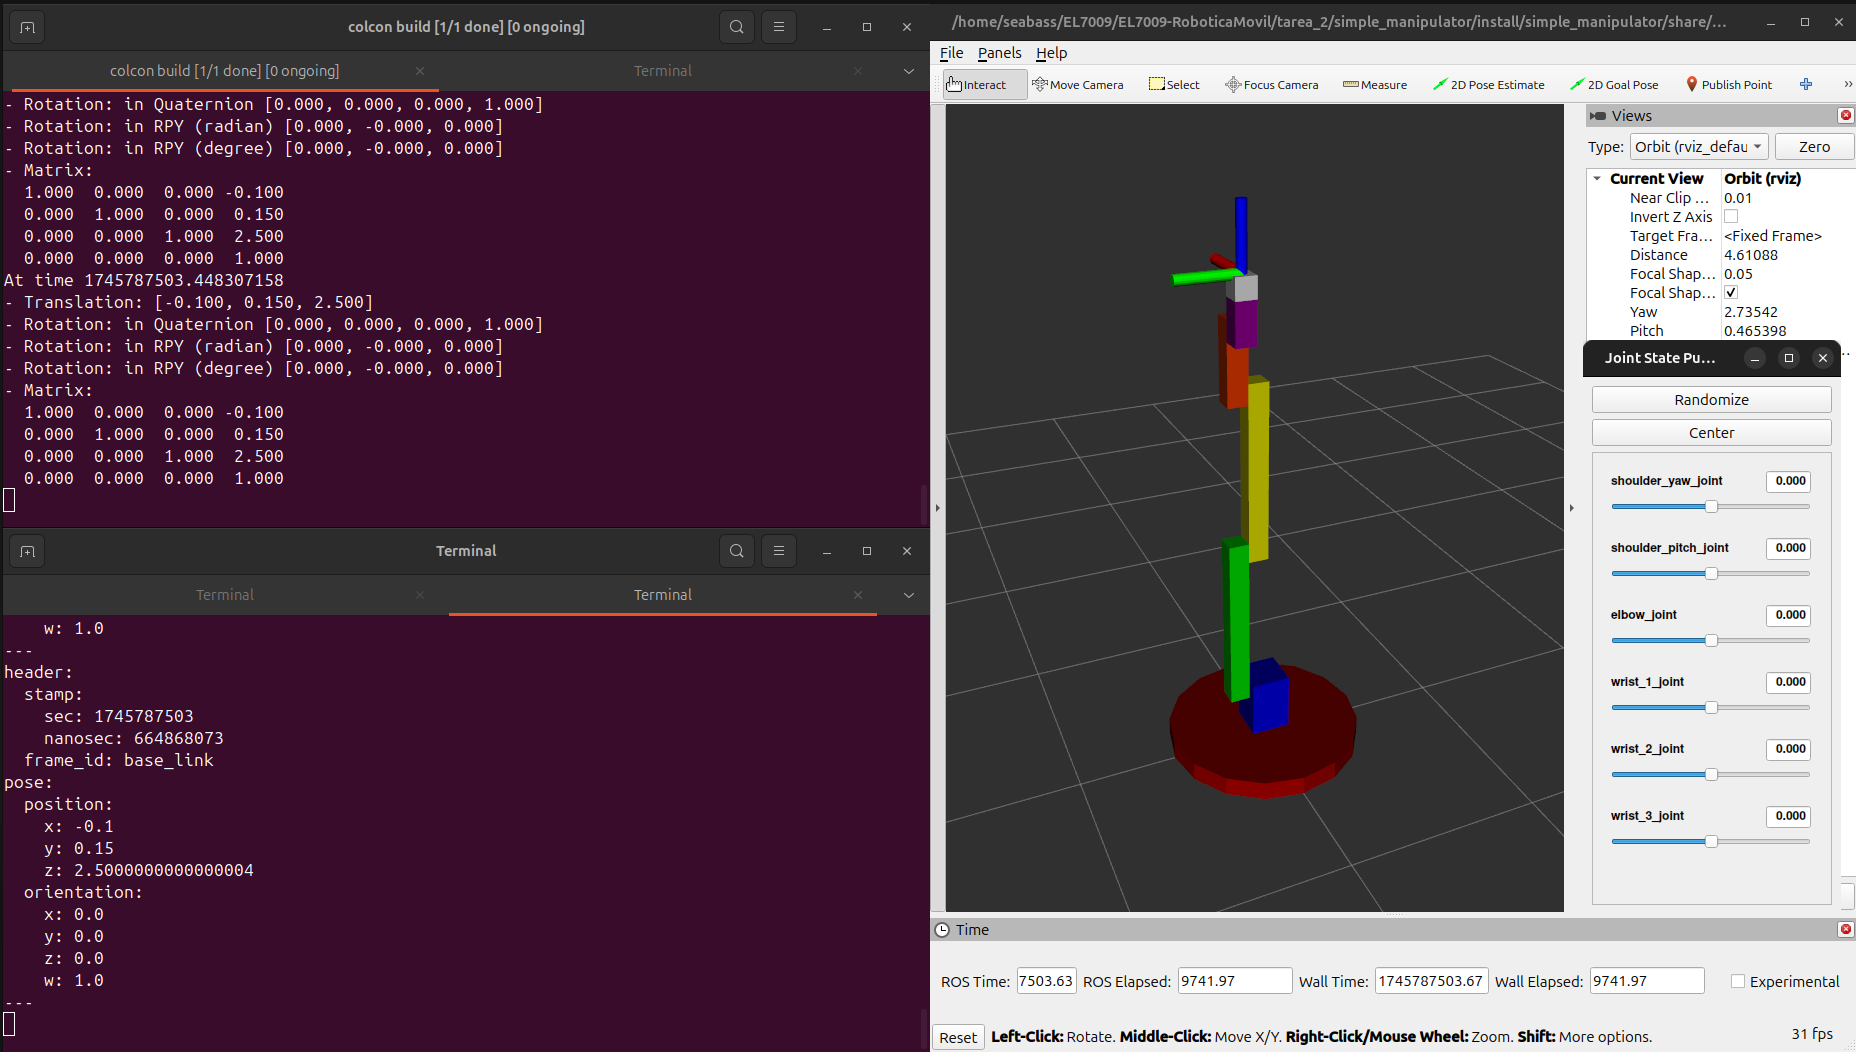 colcon build [1/1 done] [0 ongoing]
colcon build [1/1 done] [0 ongoing]
Terminal
- Rotation: in Quaternion [0.000, 0.000, 0.000, 1.000]
- Rotation: in RPY (radian) [0.000, -0.000, 0.000]
- Rotation: in RPY (degree) [0.000, -0.000, 0.000]
- Matrix:
1.000 0.000 0.000 -0.100
0.000 1.000 0.000 0.150
0.000 0.000 1.000 2.500
0.000 0.000 0.000 1.000
At time 1745787503.448307158
- Translation: [-0.100, 0.150, 2.500]
- Rotation: in Quaternion [0.000, 0.000, 0.000, 1.000]
- Rotation: in RPY (radian) [0.000, -0.000, 0.000]
- Rotation: in RPY (degree) [0.000, -0.000, 0.000]
- Matrix:
1.000 0.000 0.000 -0.100
0.000 1.000 0.000 0.150
0.000 0.000 1.000 2.500
0.000 0.000 0.000 1.000
Terminal
Terminal
Terminal
w: 1.0
---
header:
stamp:
sec: 1745787503
nanosec: 664868073
frame_id: base_link
pose:
position:
x: -0.1
y: 0.15
z: 2.5000000000000004
orientation:
x: 0.0
y: 0.0
z: 0.0
w: 1.0
---
/home/seabass/EL7009/EL7009-RoboticaMovil/tarea_2/simple_manipulator/install/simple_manipulator/share/...
File Panels Help
Interact Move Camera Select Focus Camera Measure 2D Pose Estimate 2D Goal Pose Publish Point »
Views
Type: Orbit (rviz_defau Zero
Current View Orbit (rviz)
Near Clip ... 0.01
Invert Z Axis
Target Fra... <Fixed Frame>
Distance 4.61088
Focal Shap... 0.05
Focal Shap... ✓
Yaw 2.73542
Pitch 0.465398
Joint State Pu...
Randomize
Center
shoulder_yaw_joint 0.000
shoulder_pitch_joint 0.000
elbow_joint 0.000
wrist_1_joint 0.000
wrist_2_joint 0.000
wrist_3_joint 0.000
Time
ROS Time: 7503.63 ROS Elapsed: 9741.97 Wall Time: 1745787503.67 Wall Elapsed: 9741.97 Experimental
Reset Left-Click: Rotate. Middle-Click: Move X/Y. Right-Click/Mouse Wheel: Zoom. Shift: More options. 31 fps